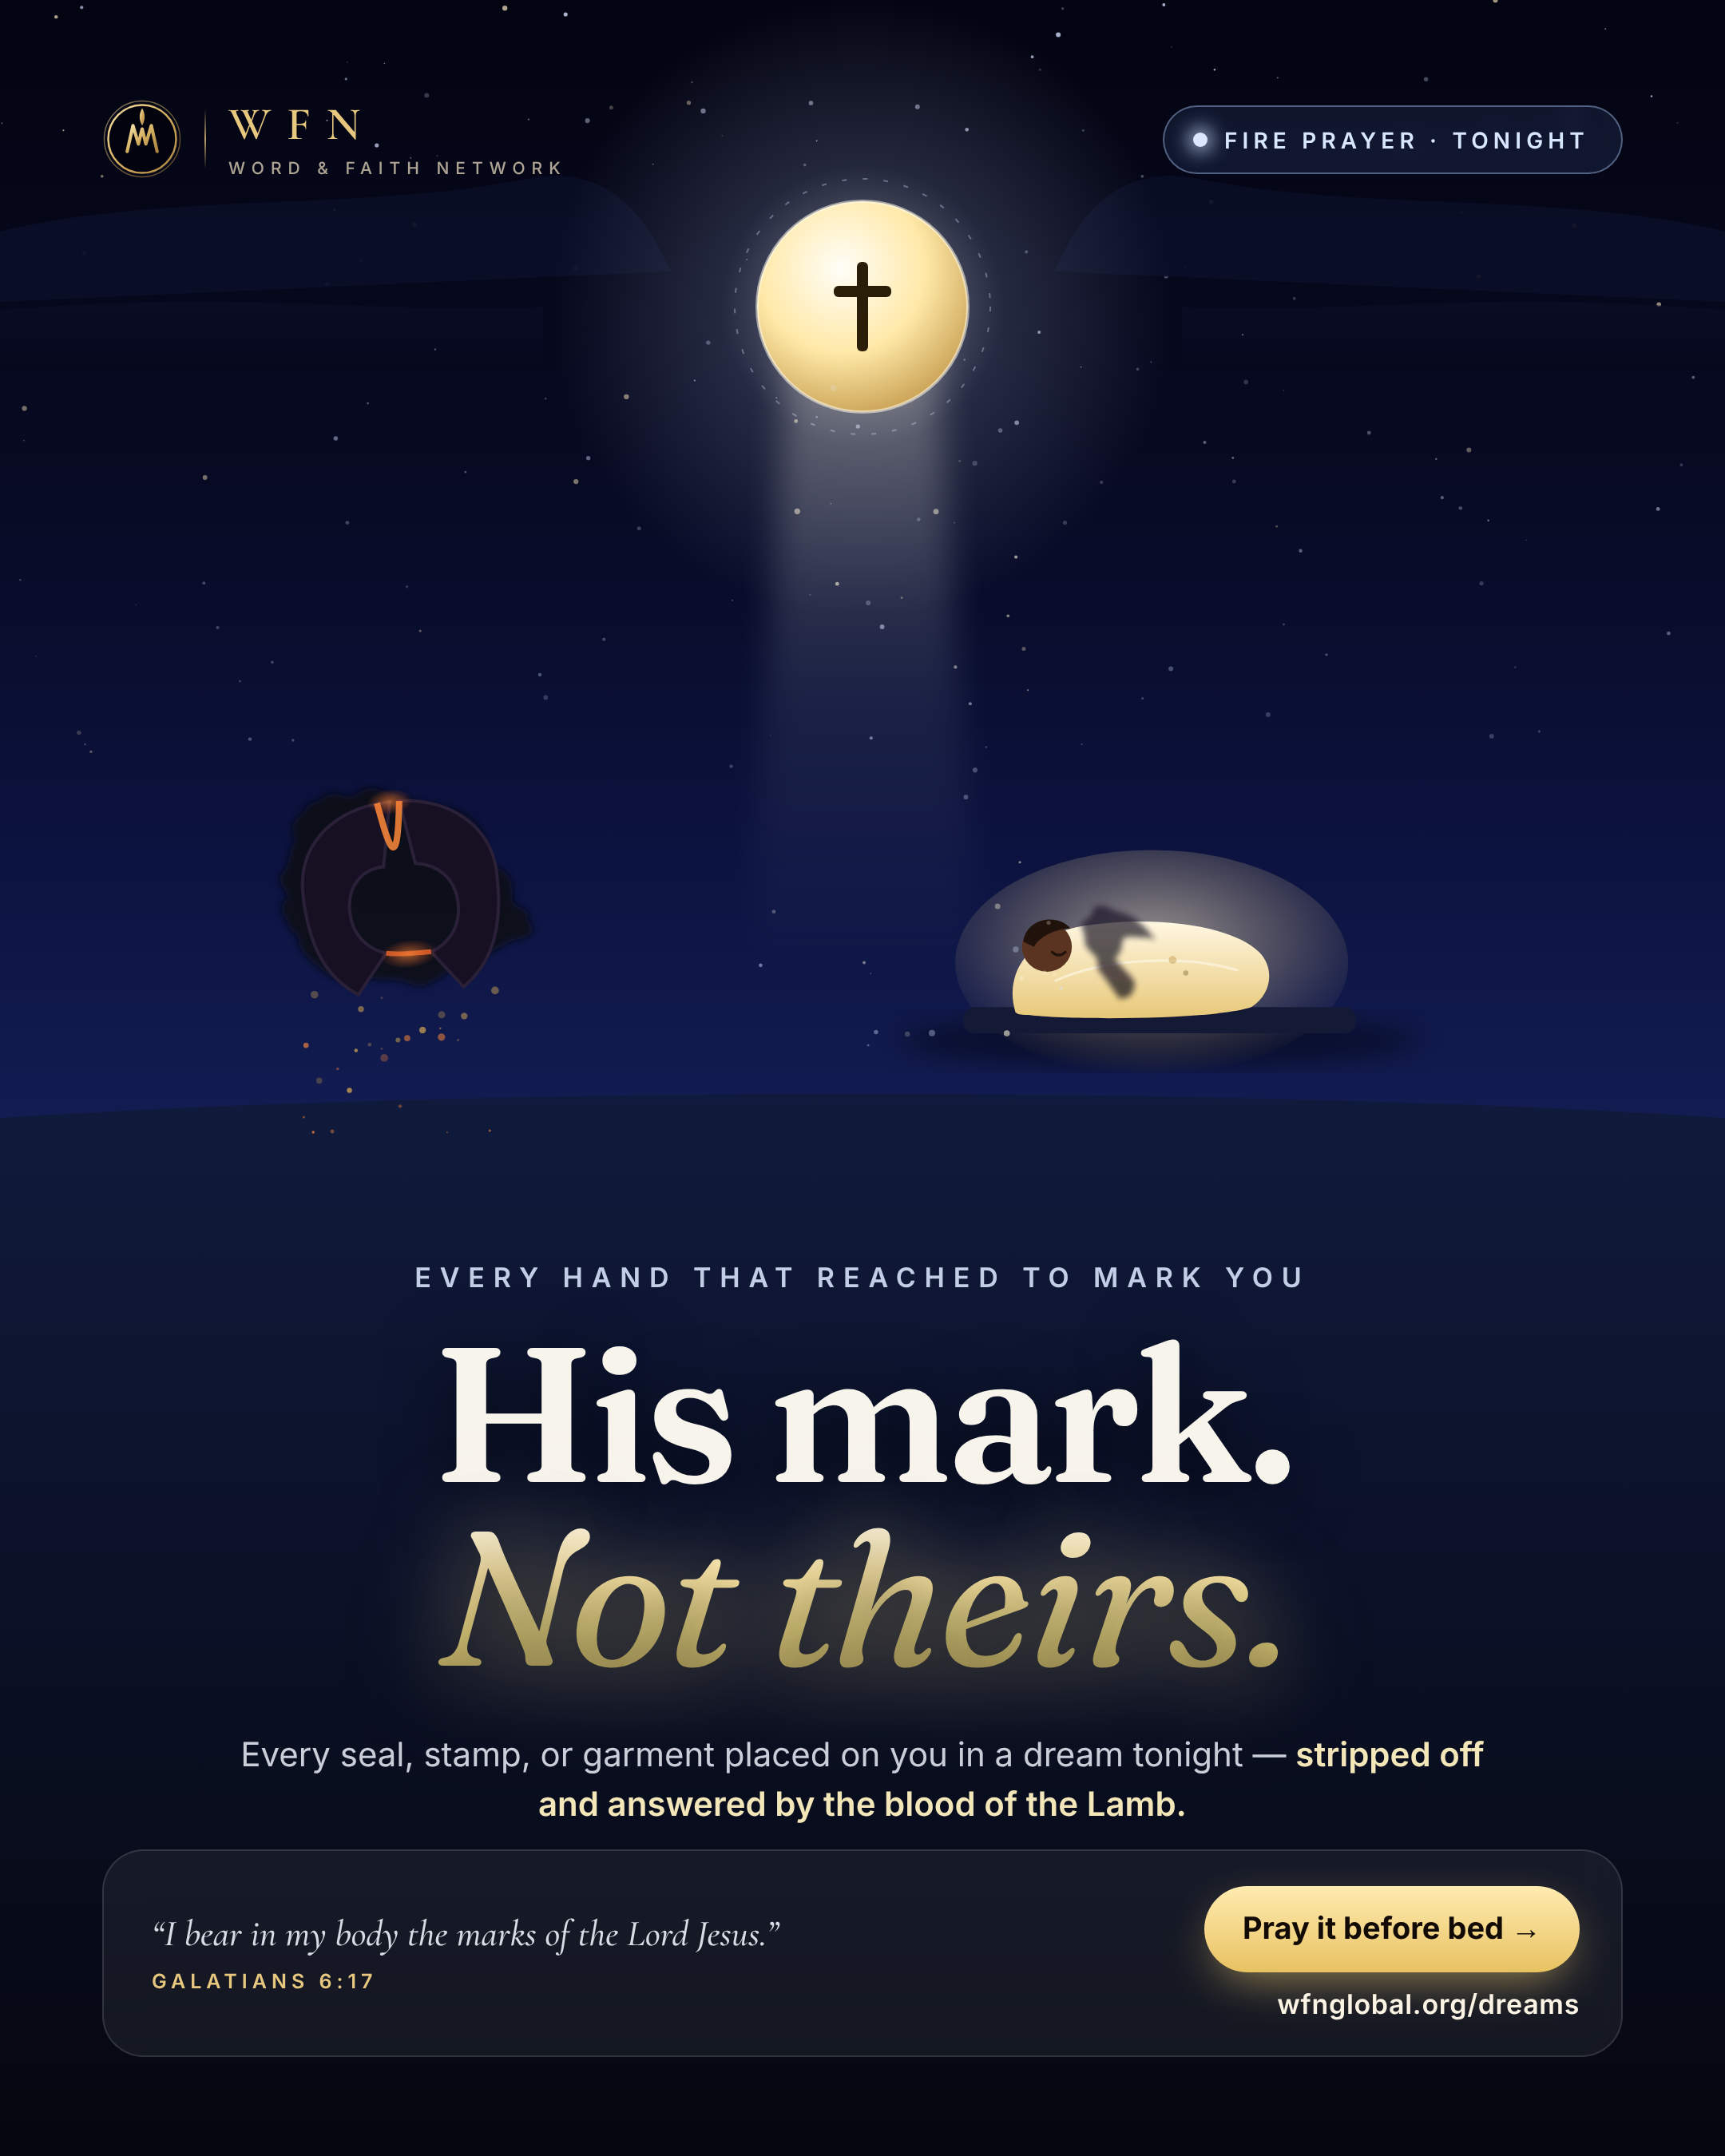 WFN
WORD & FAITH NETWORK
FIRE PRAYER · TONIGHT
EVERY HAND THAT REACHED TO MARK YOU
His mark.
Not theirs.
Every seal, stamp, or garment placed on you in a dream tonight — stripped off
and answered by the blood of the Lamb.
“I bear in my body the marks of the Lord Jesus.”
GALATIANS 6:17
Pray it before bed →
wfnglobal.org/dreams